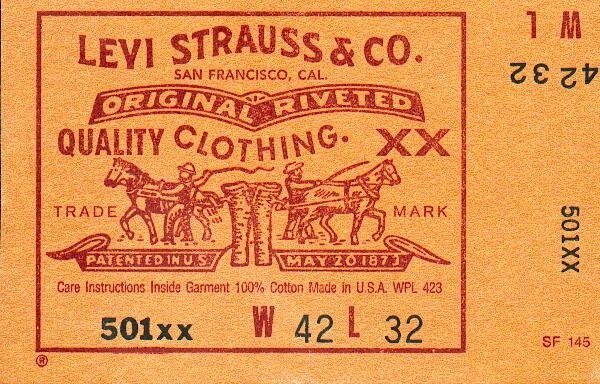 LEVI STRAUSS & CO.
SAN FRANCISCO, CAL.
ORIGINAL RIVETED
QUALITY CLOTHING. XX
TRADE MARK
PATENTED IN U.S. MAY 20 1873
Care Instructions Inside Garment 100% Cotton Made in U.S.A. WPL 423
501xx W 42 L 32
®
W L
42 32
501XX
SF 145